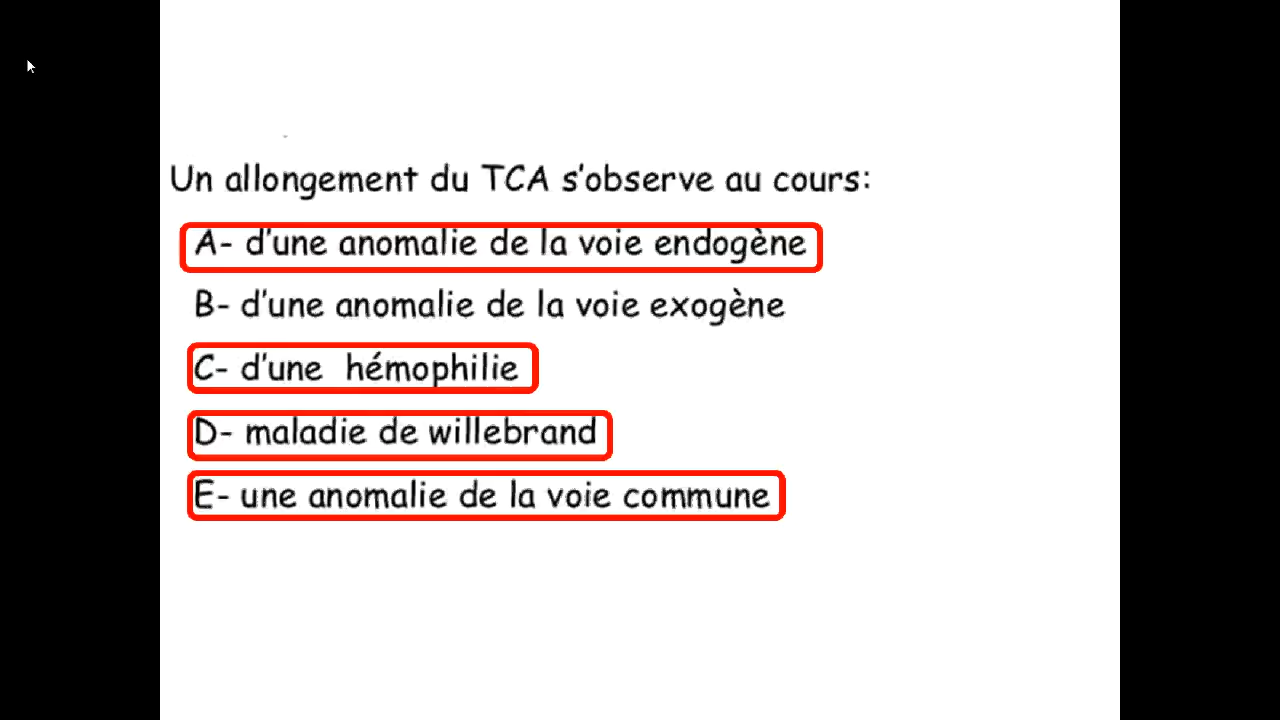 Un allongement du TCA s'observe au cours:
A- d'une anomalie de la voie endogène
B- d'une anomalie de la voie exogène
C- d'une hémophilie
D- maladie de willebrand
E- une anomalie de la voie commune